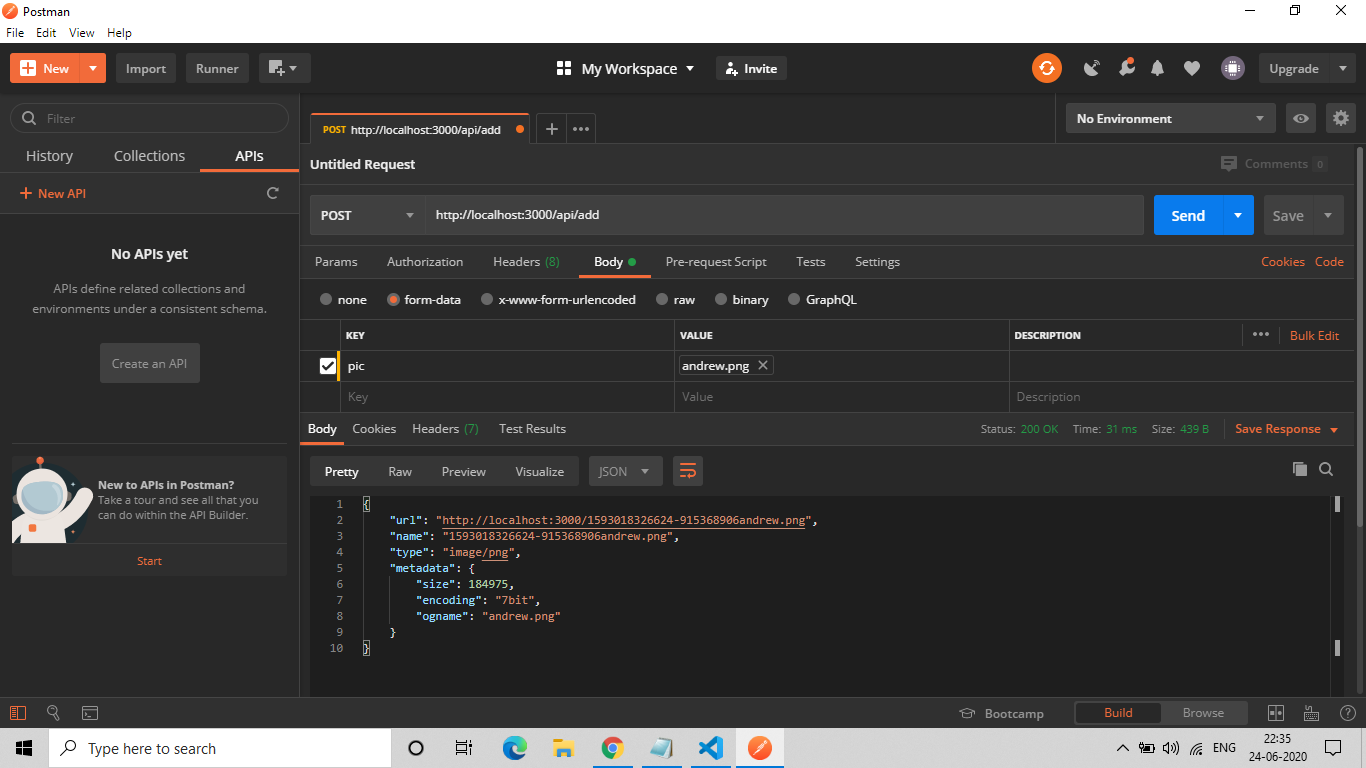 Postman
File Edit View Help
New Import Runner My Workspace Invite Upgrade
Filter
History Collections APIs
New API
No APIs yet
APIs define related collections and
environments under a consistent schema.
Create an API
New to APIs in Postman?
Take a tour and see all that you
can do within the API Builder.
Start
POST http://localhost:3000/api/add
No Environment
Untitled Request
Comments 0
POST http://localhost:3000/api/add Send Save
Params Authorization Headers (8) Body Pre-request Script Tests Settings Cookies Code
none form-data x-www-form-urlencoded raw binary GraphQL
KEY VALUE DESCRIPTION Bulk Edit
pic andrew.png
Key Value Description
Body Cookies Headers (7) Test Results Status: 200 OK Time: 31 ms Size: 439 B Save Response
Pretty Raw Preview Visualize JSON
1 {
2 "url": "http://localhost:3000/1593018326624-915368906andrew.png",
3 "name": "1593018326624-915368906andrew.png",
4 "type": "image/png",
5 "metadata": {
6 "size": 184975,
7 "encoding": "7bit",
8 "ogname": "andrew.png"
9 }
10 }
Bootcamp Build Browse
Type here to search
ENG
22:35
24-06-2020